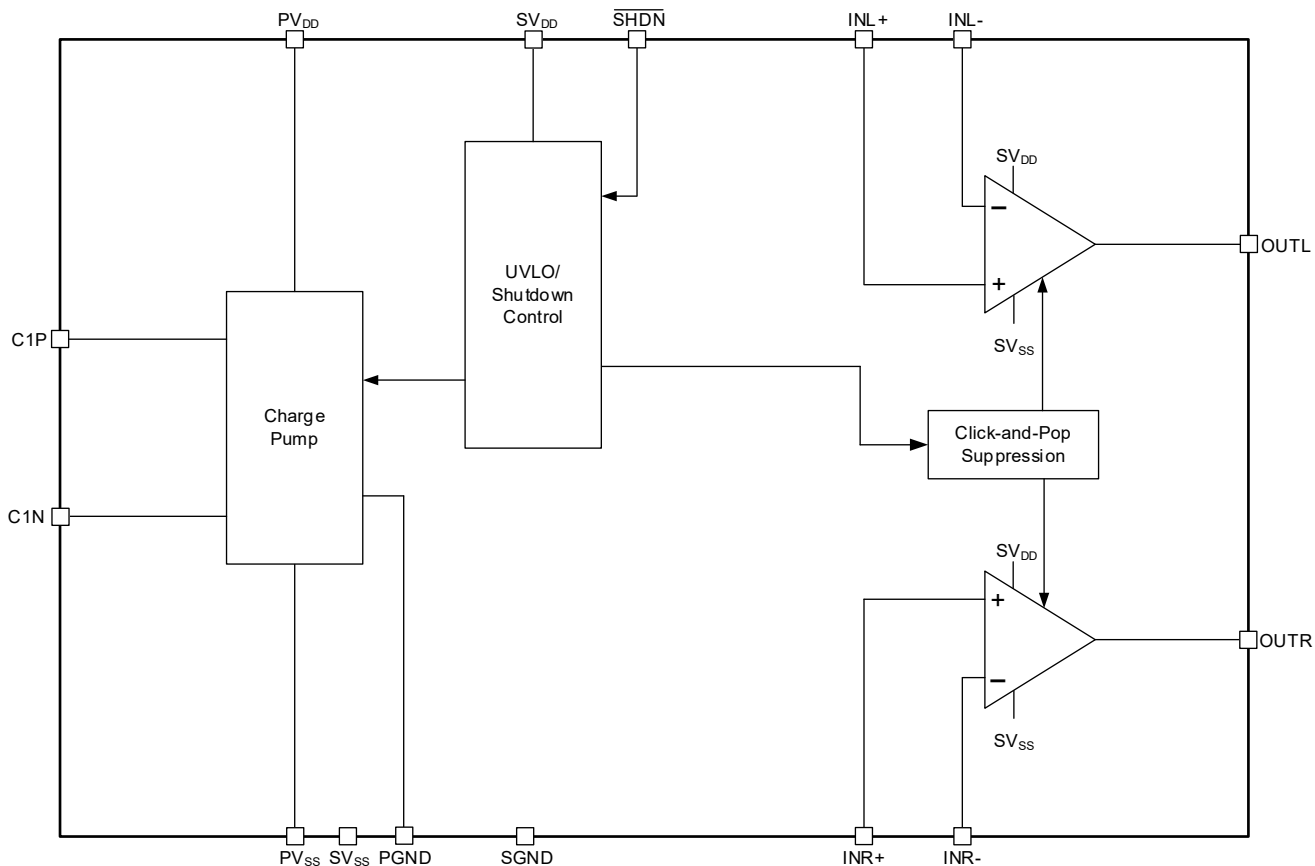 PVDD
SVDD
SHDN
INL+
INL-
SVDD
−
+
SVSS
OUTL
UVLO/
Shutdown
Control
C1P
Charge
Pump
C1N
Click-and-Pop
Suppression
SVDD
+
−
SVSS
OUTR
PVSS
SVSS
PGND
SGND
INR+
INR-